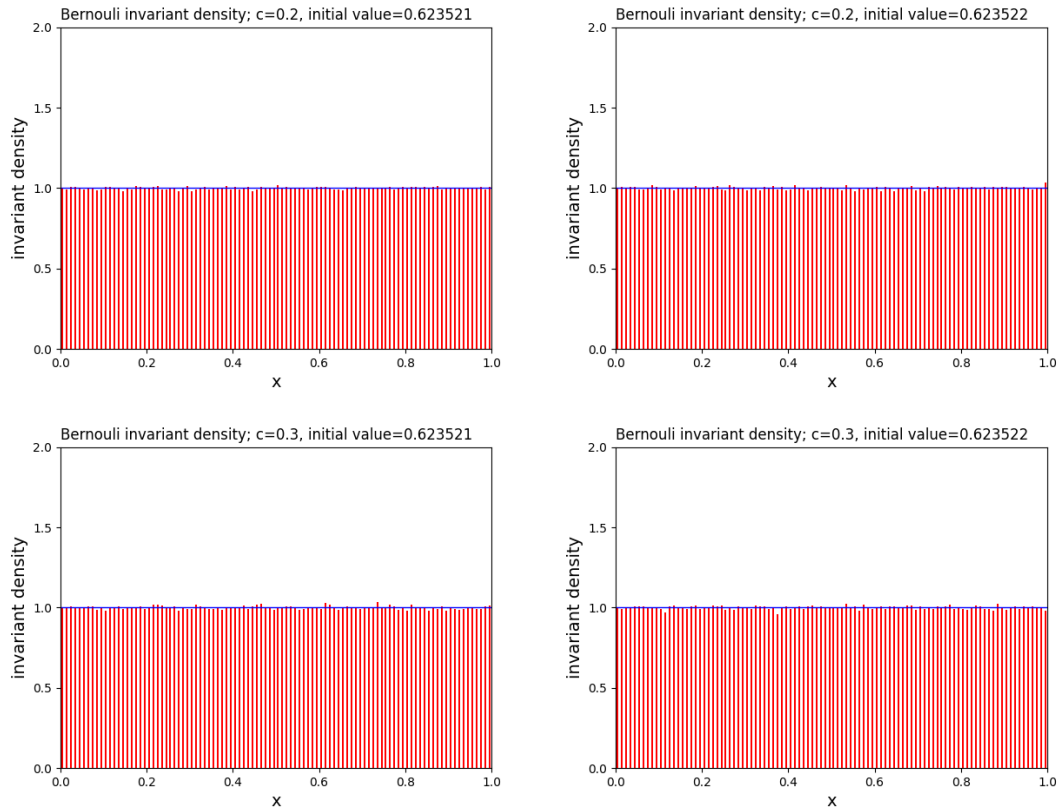 Bernouli invariant density; c=0.2, initial value=0.623521
2.0
1.5
1.0
0.5
0.0
invariant density
0.0 0.2 0.4 0.6 0.8 1.0
x
Bernouli invariant density; c=0.2, initial value=0.623522
2.0
1.5
1.0
0.5
0.0
invariant density
0.0 0.2 0.4 0.6 0.8 1.0
x
Bernouli invariant density; c=0.3, initial value=0.623521
2.0
1.5
1.0
0.5
0.0
invariant density
0.0 0.2 0.4 0.6 0.8 1.0
x
Bernouli invariant density; c=0.3, initial value=0.623522
2.0
1.5
1.0
0.5
0.0
invariant density
0.0 0.2 0.4 0.6 0.8 1.0
x